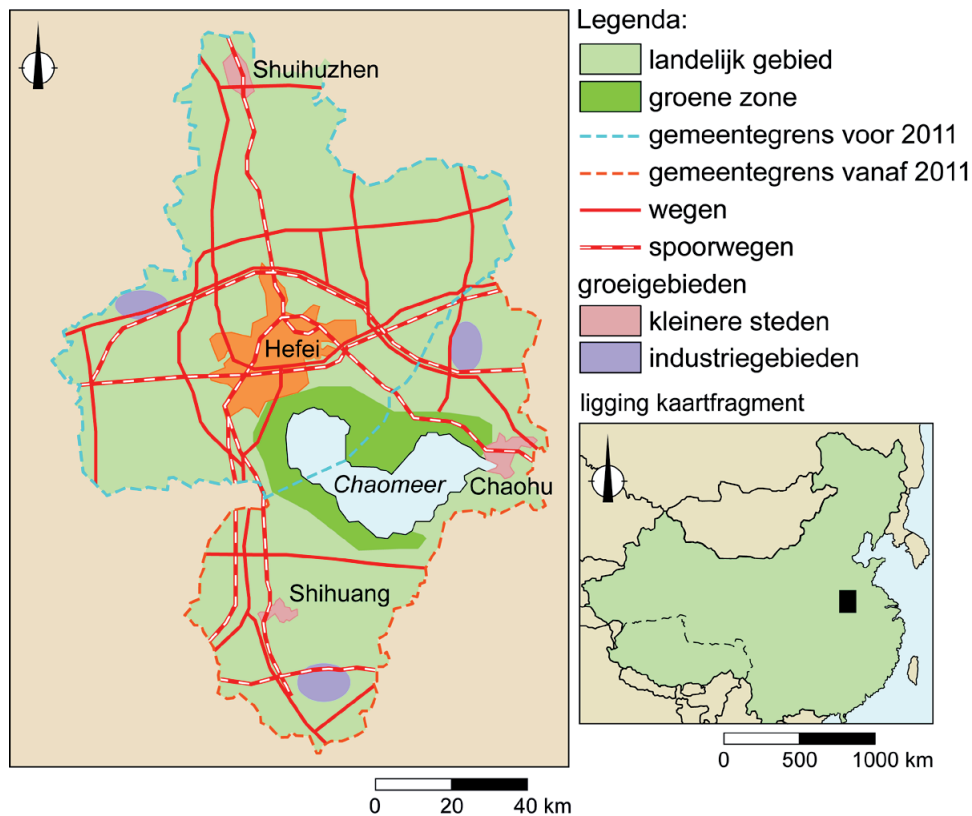 Shuihuzhen
Hefei
Chaomeer
Chaohu
Shihuang
0 20 40 km
Legenda:
landelijk gebied
groene zone
gemeentegrens voor 2011
gemeentegrens vanaf 2011
wegen
spoorwegen
groeigebieden
kleinere steden
industriegebieden
ligging kaartfragment
0 500 1000 km